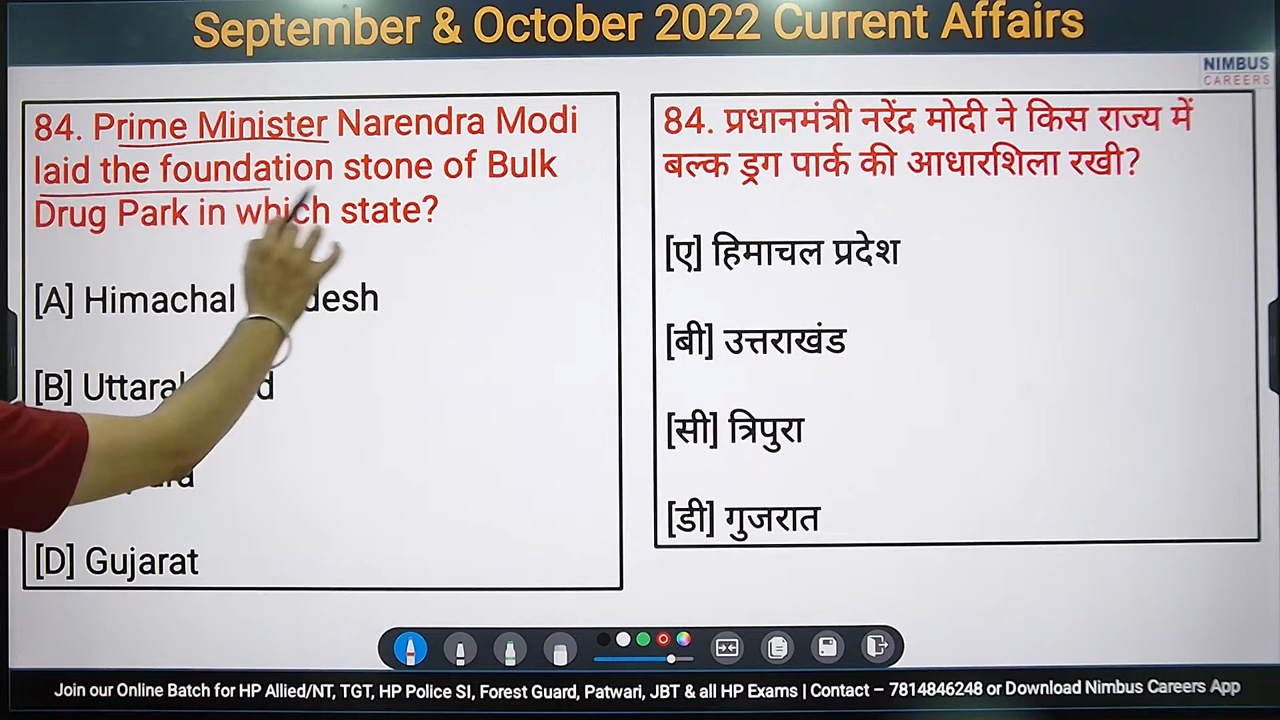 September & October 2022 Current Affairs
NIMBUS
CAREERS
84. Prime Minister Narendra Modi
laid the foundation stone of Bulk
Drug Park in which state?
[A] Himachal
[B]
[D] Gujarat
84. प्रधानमंत्री नरेंद्र मोदी ने किस राज्य में
बल्क ड्रग पार्क की आधारशिला रखी?
[ए] हिमाचल प्रदेश
[बी] उत्तराखंड
[सी] त्रिपुरा
[डी] गुजरात
Join our Online Batch for HP Allied/NT, TGT, HP Police SI, Forest Guard, Patwari, JBT & all HP Exams | Contact – 7814846248 or Download Nimbus Careers App